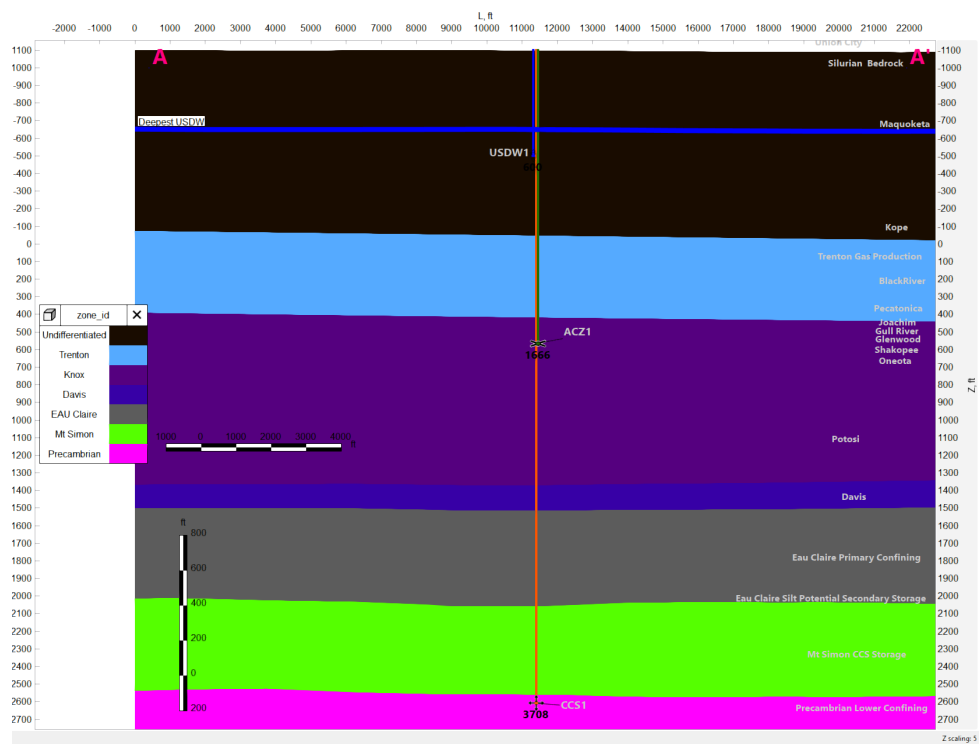 L, ft
-2000 -1000 0 1000 2000 3000 4000 5000 6000 7000 8000 9000 10000 11000 12000 13000 14000 15000 16000 17000 18000 19000 20000 21000 22000
Union City
1100 -1100
A A'
Silurian Bedrock
1000 -1000
-900 -900
-800 -800
-700 -700
Deepest USDW
Maquoketa
-600 -600
USDW1
-500 -500
600
-400 -400
-300 -300
-200 -200
-100 -100
Kope
0 0
Trenton Gas Production
100 100
BlackRiver
200 200
300 300
Pecatonica
400 400
zone_id
Undifferentiated
Trenton
Knox
Davis
EAU Claire
Mt Simon
Precambrian
Joachim
Gull River
500 500
ACZ1
Glenwood
600 600
Shakopee
1666
Oneota
700 700
800 800
900 900
1000 1000
Z, ft
1100 1100
1000 0 1000 2000 3000 4000
ft
Potosi
1200 1200
1300 1300
1400 1400
Davis
1500 1500
ft
1600 1600
800
1700 1700
Eau Claire Primary Confining
1800 1800
600
1900 1900
2000 2000
Eau Claire Silt Potential Secondary Storage
400
2100 2100
2200 2200
200
2300 2300
Mt Simon CCS Storage
2400 2400
0
2500 2500
2600 2600
CCS1
Precambrian Lower Confining
200
3708
2700 2700
Z scaling: 5